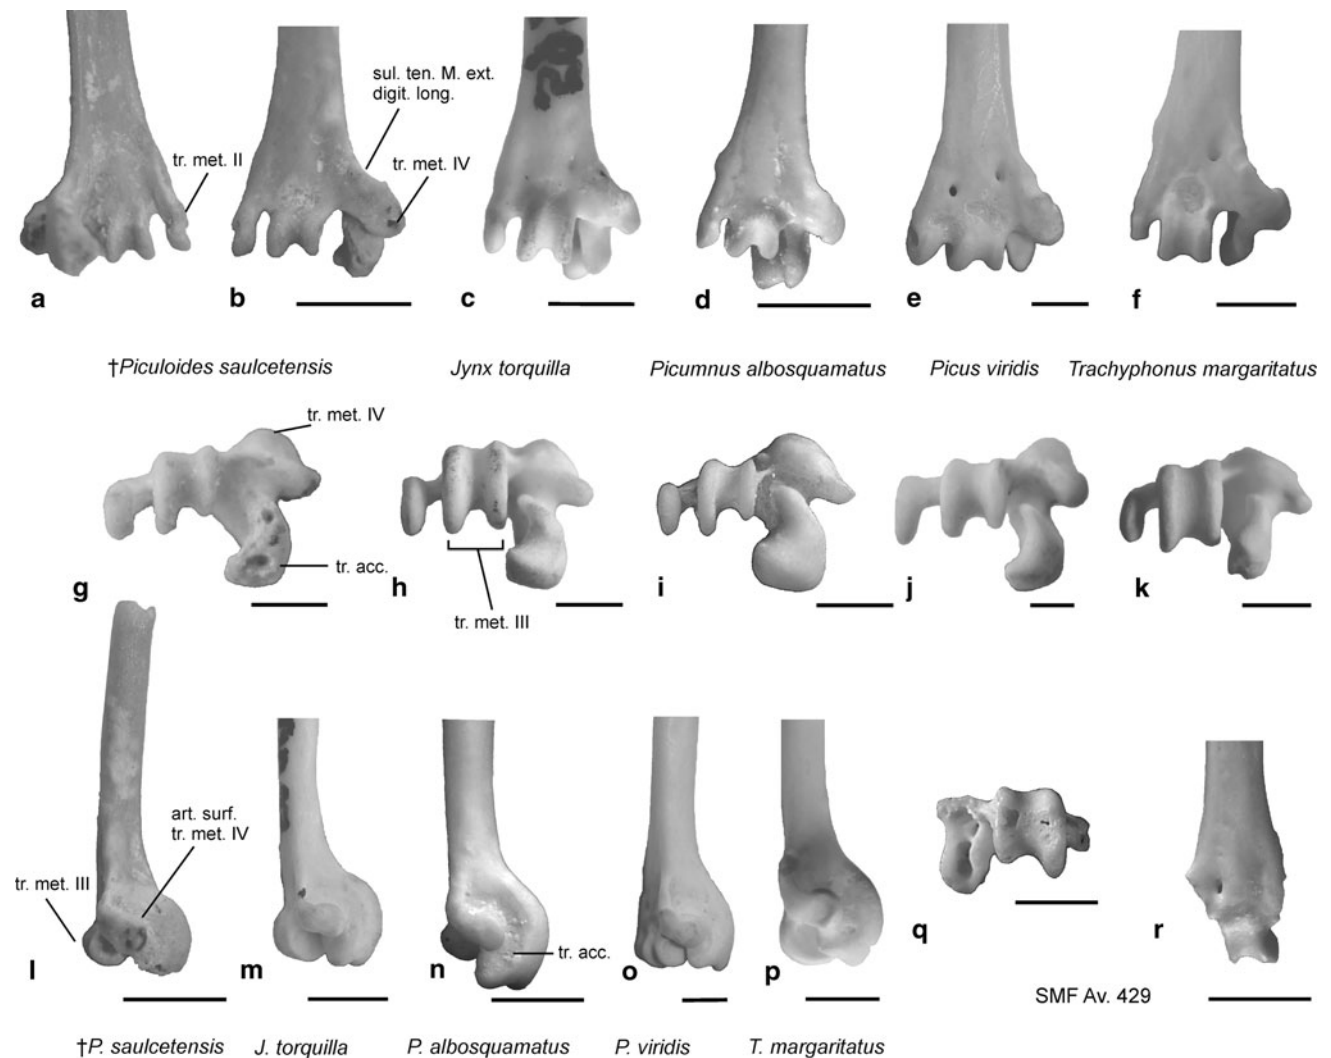 sul. ten. M. ext.
digit. long.
tr. met. II
tr. met. IV
a
b
c
d
e
f
†Piculoides saulcetensis
Jynx torquilla
Picumnus albosquamatus
Picus viridis
Trachyphonus margaritatus
tr. met. IV
tr. acc.
g
h
i
j
k
tr. met. III
art. surf.
tr. met. IV
tr. met. III
tr. acc.
l
m
n
o
p
q
r
SMF Av. 429
†P. saulcetensis
J. torquilla
P. albosquamatus
P. viridis
T. margaritatus